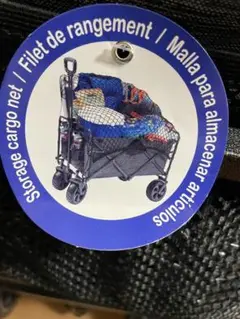 Storage cargo net / Filet de rangement / Malla para almacenar artículos